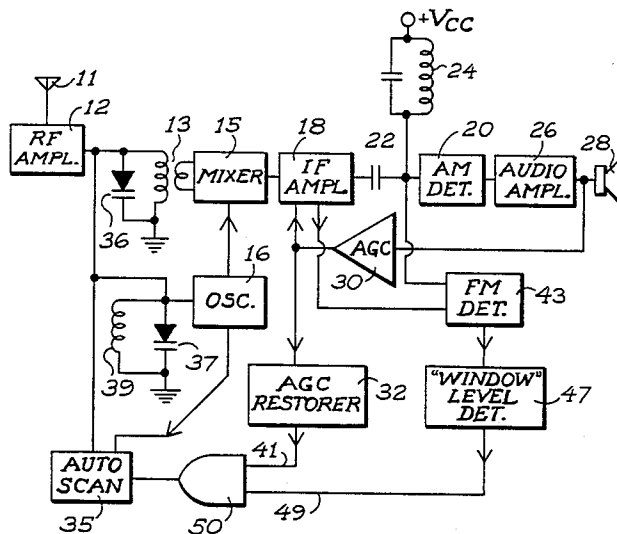 +VCC
24
11
12
RF
AMPL.
13
15
MIXER
18
IF
AMPL.
22
20
AM
DET.
26
AUDIO
AMPL.
28
36
16
OSC.
AGC
30
FM
DET.
43
39
37
AGC
RESTORER
32
"WINDOW"
LEVEL
DET.
47
41
AUTO
SCAN
35
50
49